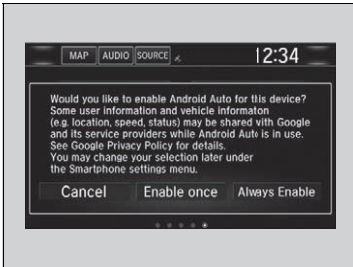 MAP AUDIO SOURCE 12:34
Would you like to enable Android Auto for this device?
Some user information and vehicle informaton
(e.g. location, speed, status) may be shared with Google
and its service providers while Android Auto is in use.
See Google Privacy Policy for details.
You may change your selection later under
the Smartphone settings menu.
Cancel Enable once Always Enable